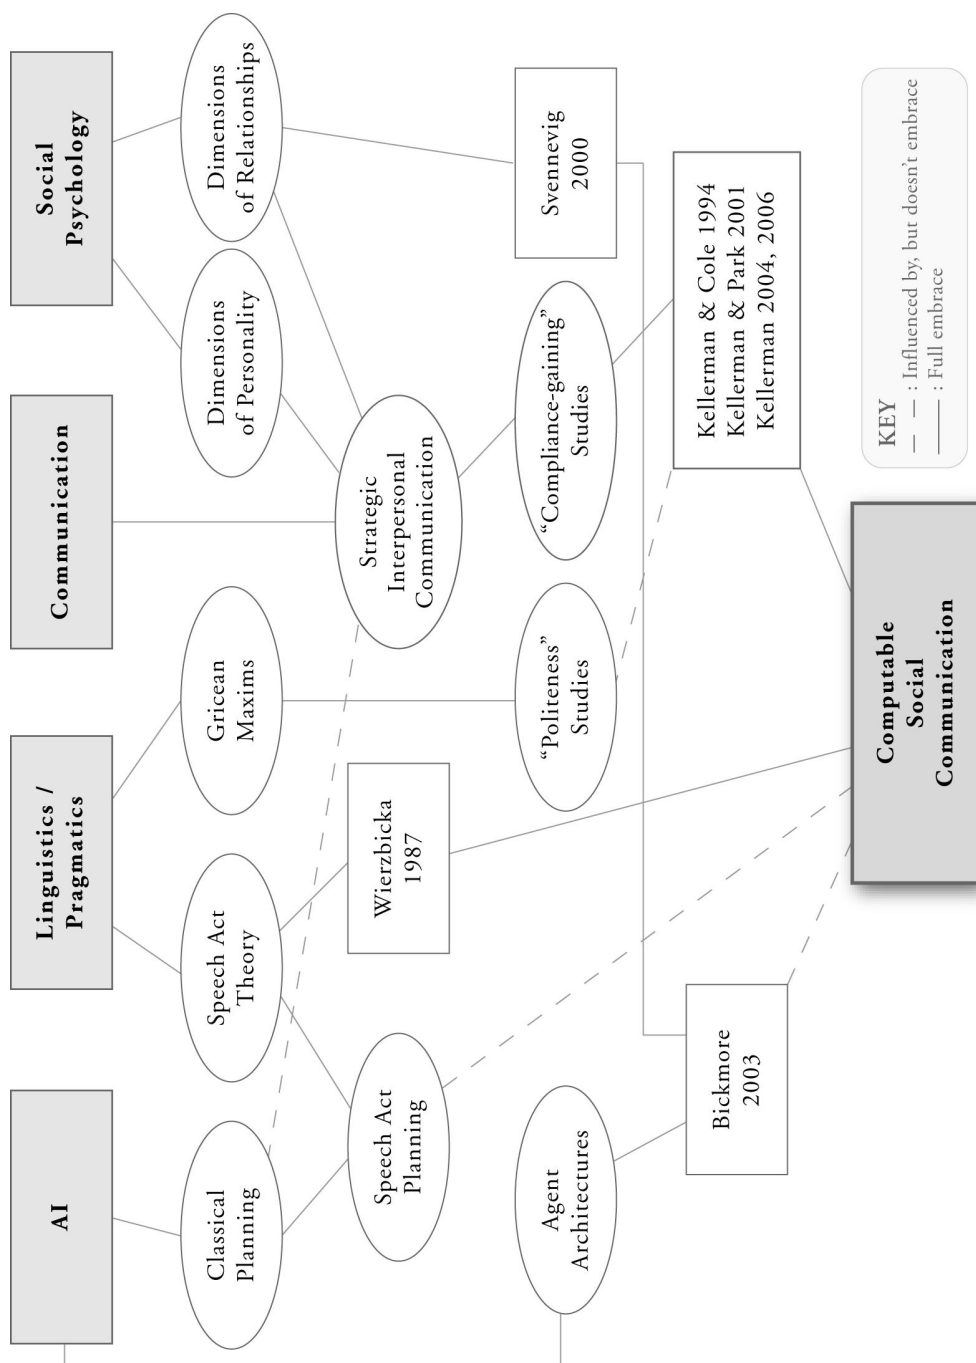 AI
Linguistics /
Pragmatics
Communication
Social
Psychology
Classical
Planning
Speech Act
Theory
Gricean
Maxims
Dimensions
of Personality
Dimensions
of Relationships
Speech Act
Planning
Wierzbicka
1987
Strategic
Interpersonal
Communication
Agent
Architectures
“Politeness”
Studies
“Compliance-gaining”
Studies
Svennevig
2000
Bickmore
2003
Kellerman & Cole 1994
Kellerman & Park 2001
Kellerman 2004, 2006
Computable
Social
Communication
KEY
: Influenced by, but doesn’t embrace
: Full embrace